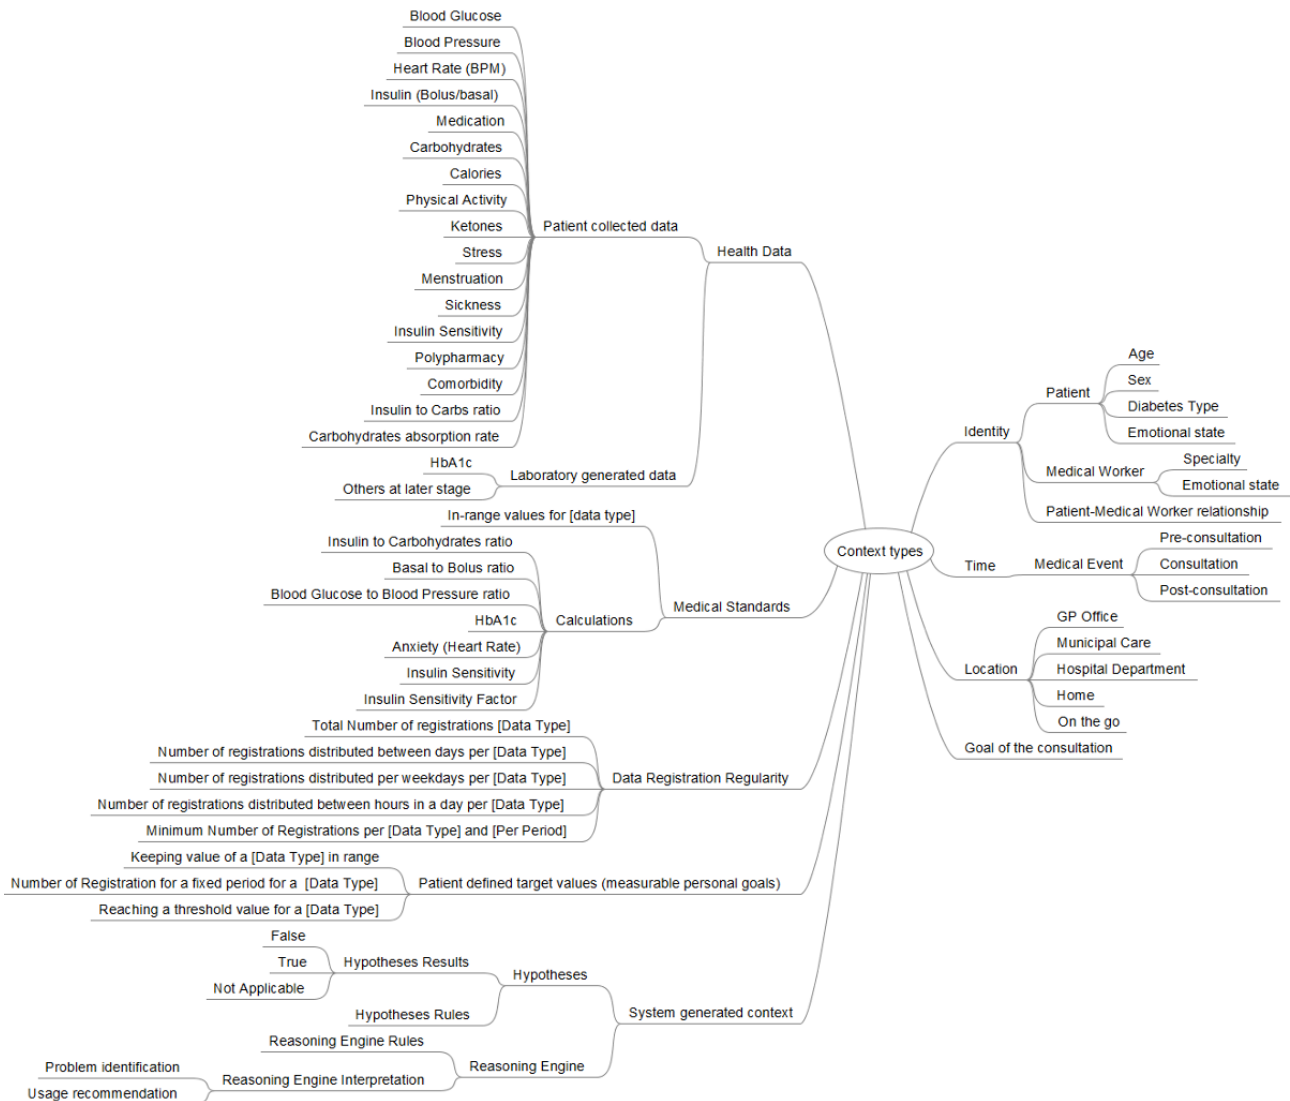 Blood Glucose
Blood Pressure
Heart Rate (BPM)
Insulin (Bolus/basal)
Medication
Carbohydrates
Calories
Physical Activity
Ketones
Stress
Menstruation
Sickness
Insulin Sensitivity
Polypharmacy
Comorbidity
Insulin to Carbs ratio
Carbohydrates absorption rate
Patient collected data
HbA1c
Others at later stage
Laboratory generated data
Health Data
In-range values for [data type]
Insulin to Carbohydrates ratio
Basal to Bolus ratio
Blood Glucose to Blood Pressure ratio
HbA1c
Anxiety (Heart Rate)
Insulin Sensitivity
Insulin Sensitivity Factor
Calculations
Medical Standards
Total Number of registrations [Data Type]
Number of registrations distributed between days per [Data Type]
Number of registrations distributed per weekdays per [Data Type]
Number of registrations distributed between hours in a day per [Data Type]
Minimum Number of Registrations per [Data Type] and [Per Period]
Data Registration Regularity
Keeping value of a [Data Type] in range
Number of Registration for a fixed period for a [Data Type]
Reaching a threshold value for a [Data Type]
Patient defined target values (measurable personal goals)
False
True
Not Applicable
Hypotheses Results
Hypotheses Rules
Hypotheses
Reasoning Engine Rules
Problem identification
Usage recommendation
Reasoning Engine Interpretation
Reasoning Engine
System generated context
Context types
Identity
Patient
Age
Sex
Diabetes Type
Emotional state
Medical Worker
Specialty
Emotional state
Patient-Medical Worker relationship
Time
Medical Event
Pre-consultation
Consultation
Post-consultation
Location
GP Office
Municipal Care
Hospital Department
Home
On the go
Goal of the consultation